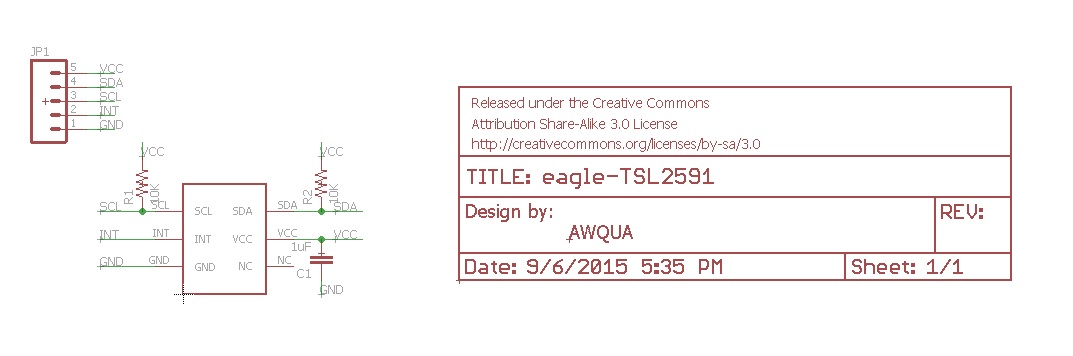 JP1
5 VCC
4 SDA
3 SCL
2 INT
1 GND
VCC VCC
R1 10K R2 10K
SCL SCL SCL SDA SDA SDA
INT INT INT VCC VCC VCC
1uF
GND GND GND NC NC
C1
GND
Released under the Creative Commons
Attribution Share-Alike 3.0 License
http://creativecommons.org/licenses/by-sa/3.0
TITLE: eagle-TSL2591
Design by:
AWQUA
REV:
Date: 9/6/2015 5:35 PM
Sheet: 1/1